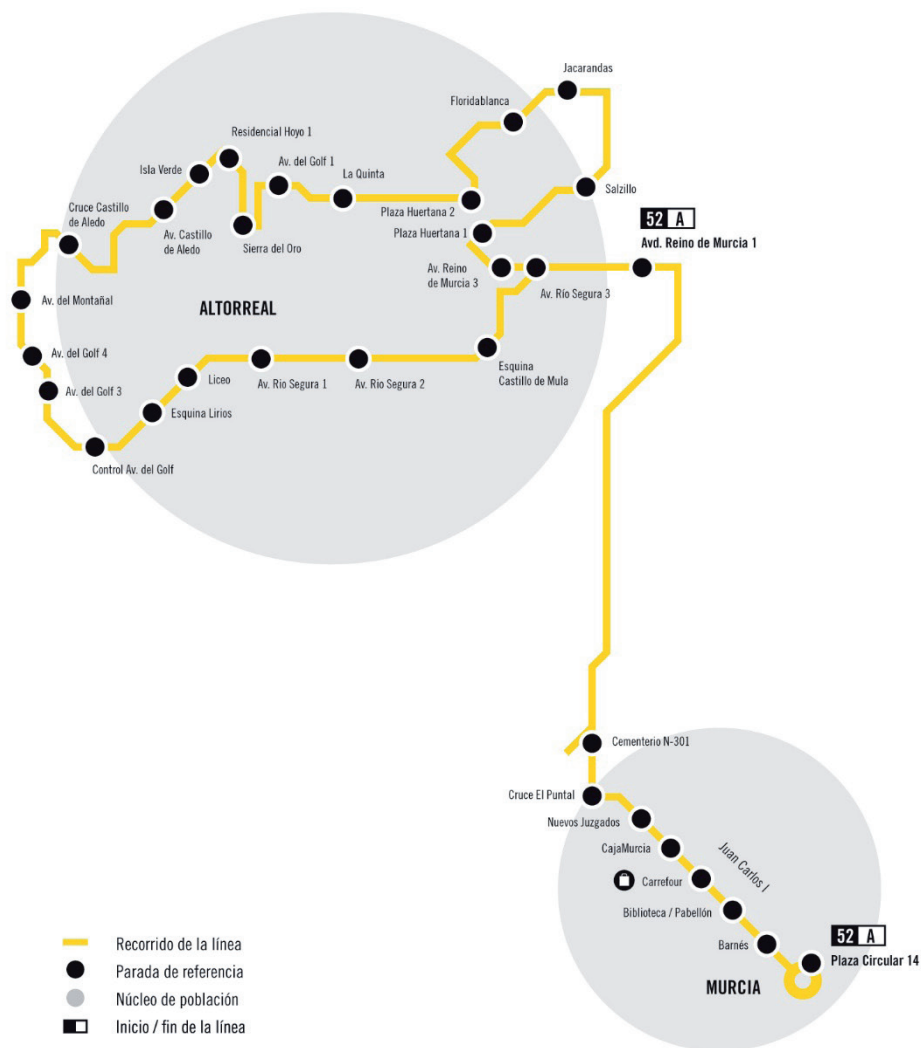 Jacarandas
Floridablanca
Residencial Hoyo 1
Av. del Golf 1
Isla Verde
La Quinta
Cruce Castillo
de Aledo
Salzillo
Plaza Huertana 2
52 A
Av. Castillo
de Aledo
Sierra del Oro
Plaza Huertana 1
Avd. Reino de Murcia 1
Av. Reino
de Murcia 3
Av. Río Segura 3
Av. del Montañal
ALTORREAL
Av. del Golf 4
Esquina
Castillo de Mula
Liceo
Av. Rio Segura 1
Av. Rio Segura 2
Av. del Golf 3
Esquina Lirios
Control Av. del Golf
Cementerio N-301
Cruce El Puntal
Nuevos Juzgados
CajaMurcia
Juan Carlos I
Carrefour
Biblioteca / Pabellón
Barnés
52 A
Plaza Circular 14
MURCIA
Recorrido de la línea
Parada de referencia
Núcleo de población
Inicio / fin de la línea